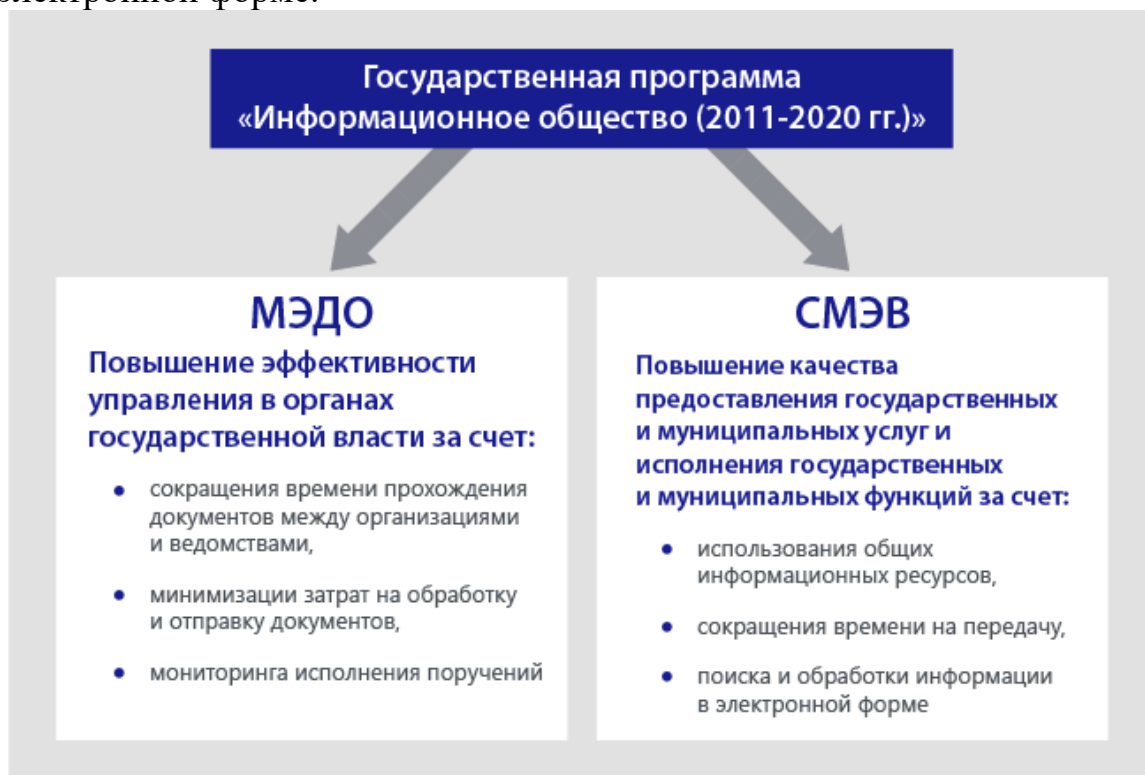 электронной форме.
Государственная программа
«Информационное общество (2011-2020 гг.)»
МЭДО
Повышение эффективности
управления в органах
государственной власти за счет:
• сокращения времени прохождения
документов между организациями
и ведомствами,
• минимизации затрат на обработку
и отправку документов,
• мониторинга исполнения поручений
СМЭВ
Повышение качества
предоставления государственных
и муниципальных услуг и
исполнения государственных
и муниципальных функций за счет:
• использования общих
информационных ресурсов,
• сокращения времени на передачу,
• поиска и обработки информации
в электронной форме